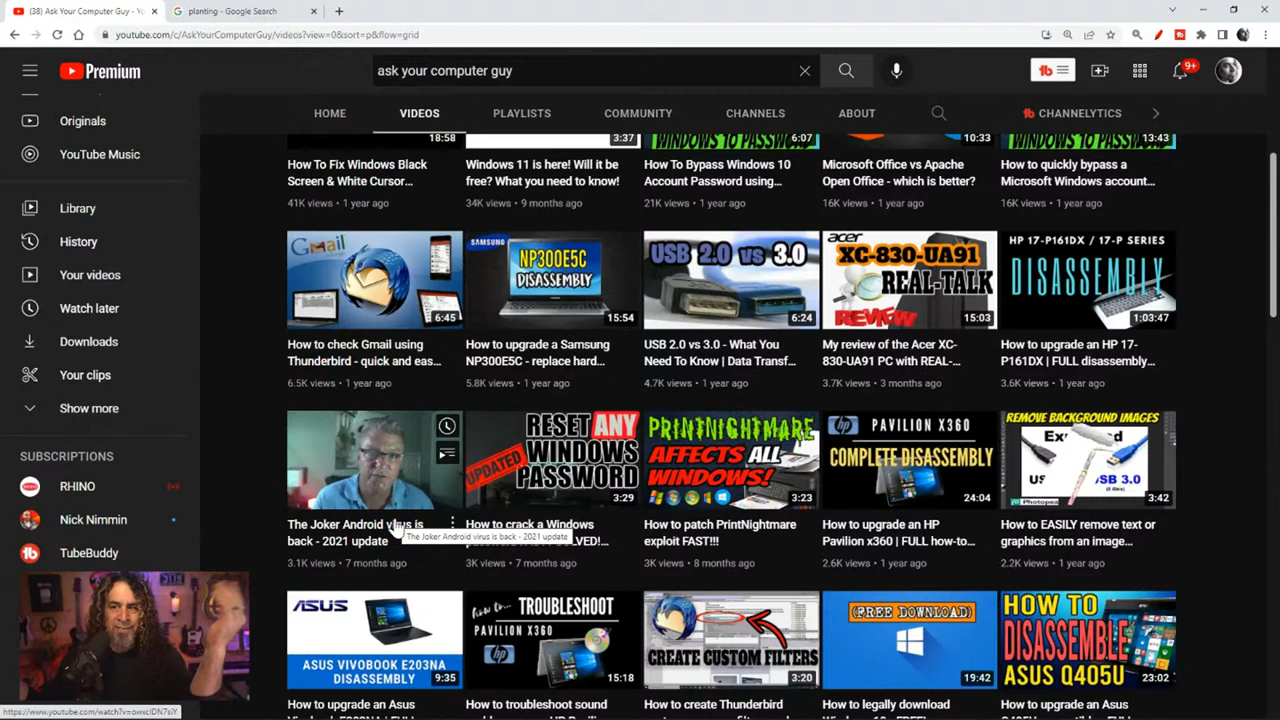 (38) Ask Your Computer Guy - Yo
planting - Google Search
youtube.com/c/AskYourComputerGuy/videos?view=0&sort=p&flow=grid
Premium
ask your computer guy
9+
HOME
VIDEOS
PLAYLISTS
COMMUNITY
CHANNELS
ABOUT
CHANNELYTICS
Originals
YouTube Music
Library
History
Your videos
Watch later
Downloads
Your clips
Show more
SUBSCRIPTIONS
RHINO
Nick Nimmin
TubeBuddy
18:58
3:37
WINDOWS 10 PASSWORD
6:07
10:33
WINDOWS 10 PASSWORD
13:43
How To Fix Windows Black
Screen & White Cursor...
41K views • 1 year ago
Windows 11 is here! Will it be
free? What you need to know!
34K views • 9 months ago
How To Bypass Windows 10
Account Password using...
21K views • 1 year ago
Microsoft Office vs Apache
Open Office - which is better?
16K views • 1 year ago
How to quickly bypass a
Microsoft Windows account...
16K views • 1 year ago
Gmail
6:45
SAMSUNG
NP300E5C
DISASSEMBLY
15:54
USB 2.0 vs 3.0
6:24
acer
XC-830-UA91
REAL-TALK
REVIEW
15:03
HP 17-P161DX / 17-P SERIES
DISASSEMBLY
1:03:47
How to check Gmail using
Thunderbird - quick and eas...
6.5K views • 1 year ago
How to upgrade a Samsung
NP300E5C - replace hard...
5.8K views • 1 year ago
USB 2.0 vs 3.0 - What You
Need To Know | Data Transf...
4.7K views • 1 year ago
My review of the Acer XC-
830-UA91 PC with REAL-...
3.7K views • 3 months ago
How to upgrade an HP 17-
P161DX | FULL disassembly...
3.6K views • 1 year ago
UPDATED
RESET ANY
WINDOWS
PASSWORD
3:29
PRINTNIGHTMARE
AFFECTS ALL
WINDOWS!
3:23
hp
PAVILION X360
COMPLETE DISASSEMBLY
24:04
REMOVE BACKGROUND IMAGES
USB 3.0
Photopea
3:42
The Joker Android virus is
back - 2021 update
3.1K views • 7 months ago
The Joker Android virus is back - 2021 update
How to crack a Windows
3K views • 7 months ago
How to patch PrintNightmare
exploit FAST!!!
3K views • 8 months ago
How to upgrade an HP
Pavilion x360 | FULL how-to...
2.6K views • 1 year ago
How to EASILY remove text or
graphics from an image...
2.2K views • 1 year ago
ASUS
ASUS VIVOBOOK E203NA
DISASSEMBLY
9:35
how to...
TROUBLESHOOT
PAVILION X360
hp
15:18
CREATE CUSTOM FILTERS
3:20
(FREE DOWNLOAD)
19:42
HOW TO
DISASSEMBLE
ASUS Q405U
23:02
How to upgrade an Asus
How to troubleshoot sound
How to create Thunderbird
How to legally download
How to upgrade an Asus